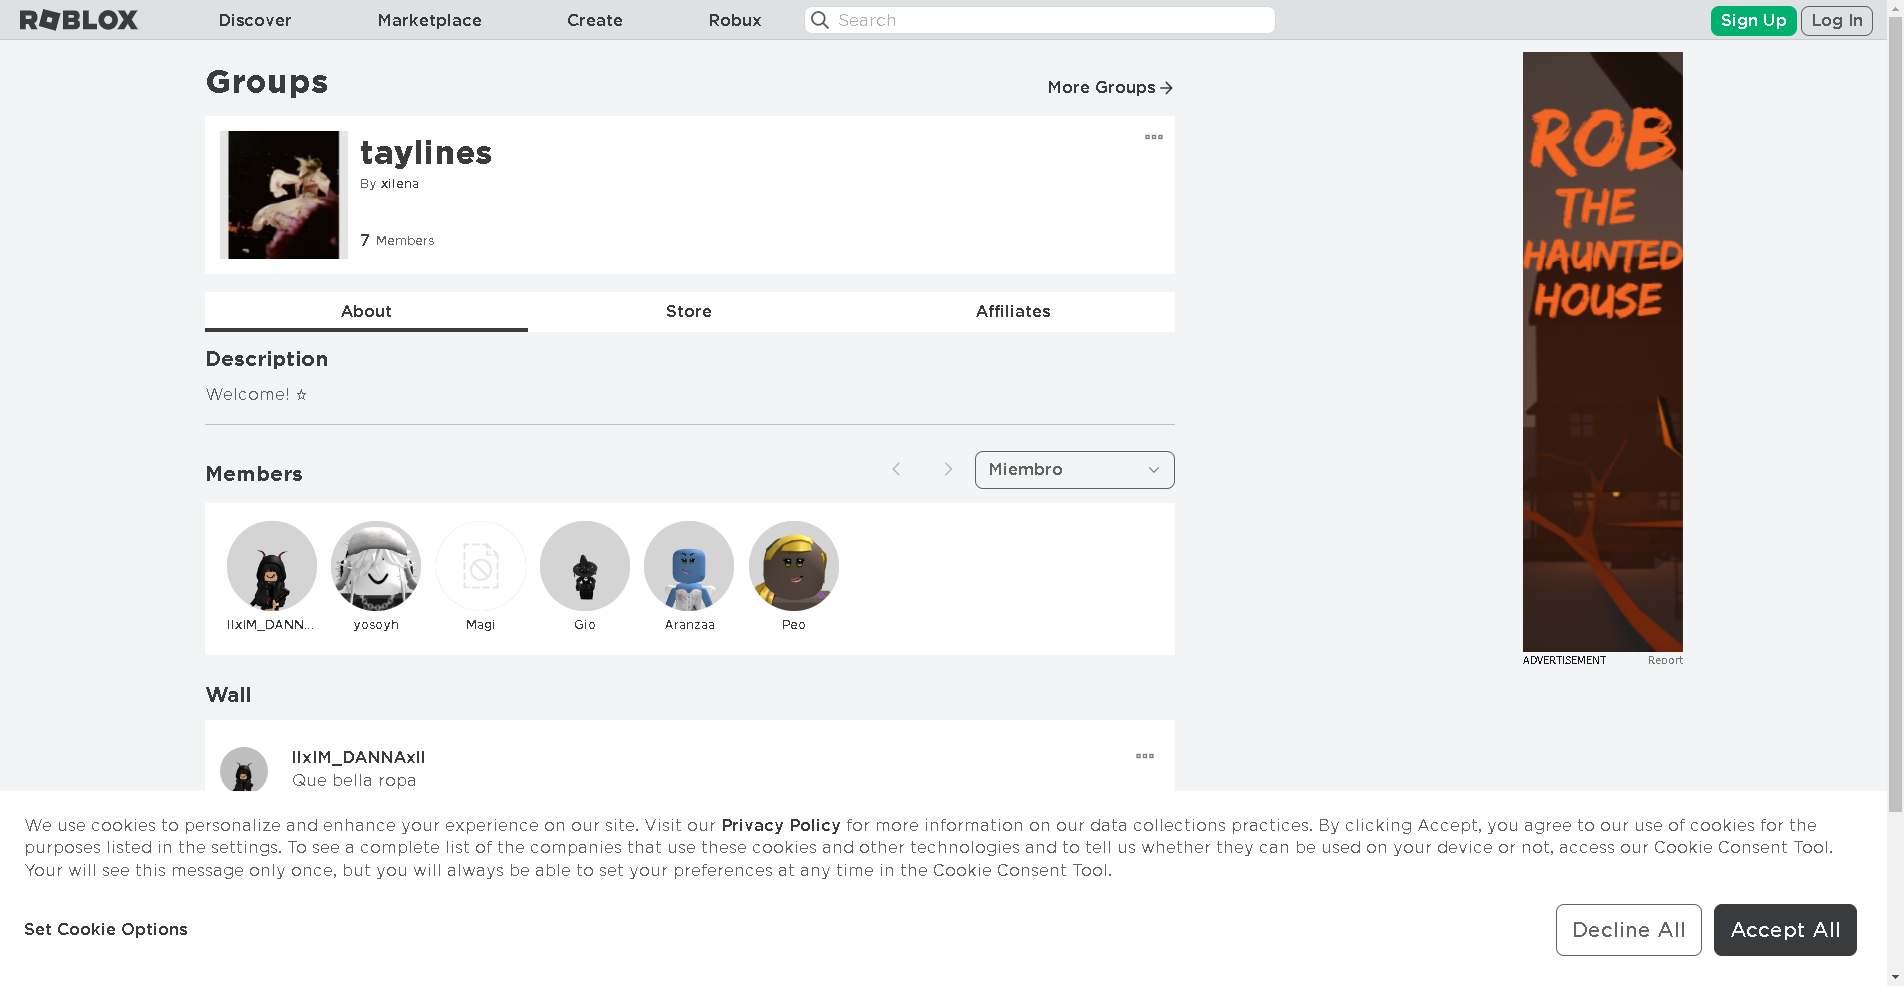 ROBLOX
Discover
Marketplace
Create
Robux
Search
Sign Up
Log In
Groups
More Groups
taylines
By xilena
7 Members
About
Store
Affiliates
Description
Welcome! ☆
Members
Miembro
IIxIM_DANN...
yosoyh
Magi
Gio
Aranzaa
Peo
Wall
IIxIM_DANNAxII
Que bella ropa
ROB
THE
HAUNTED
HOUSE
ADVERTISEMENT
Report
We use cookies to personalize and enhance your experience on our site. Visit our Privacy Policy for more information on our data collections practices. By clicking Accept, you agree to our use of cookies for the
purposes listed in the settings. To see a complete list of the companies that use these cookies and other technologies and to tell us whether they can be used on your device or not, access our Cookie Consent Tool.
Your will see this message only once, but you will always be able to set your preferences at any time in the Cookie Consent Tool.
Set Cookie Options
Decline All
Accept All